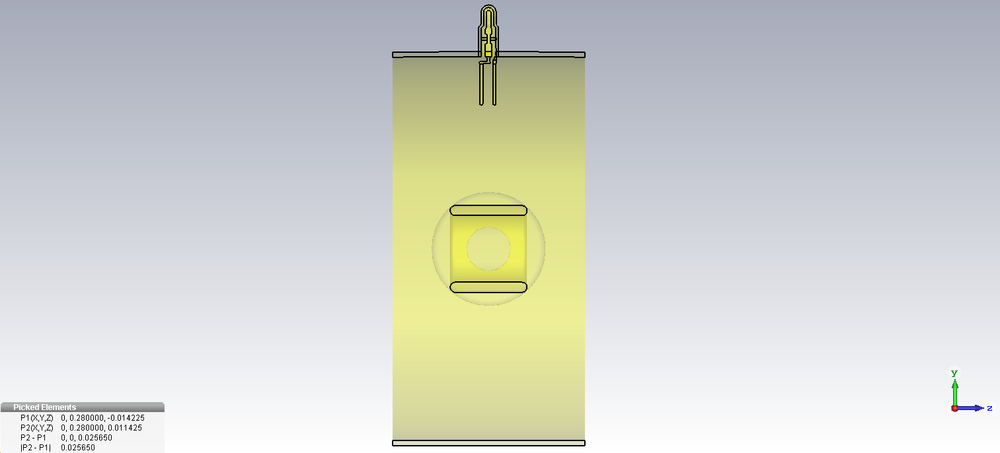 y
z
Picked Elements
P1(X,Y,Z) 0, 0.280000, -0.014225
P2(X,Y,Z) 0, 0.280000, 0.011425
P2 - P1 0, 0, 0.025650
|P2 - P1| 0.025650